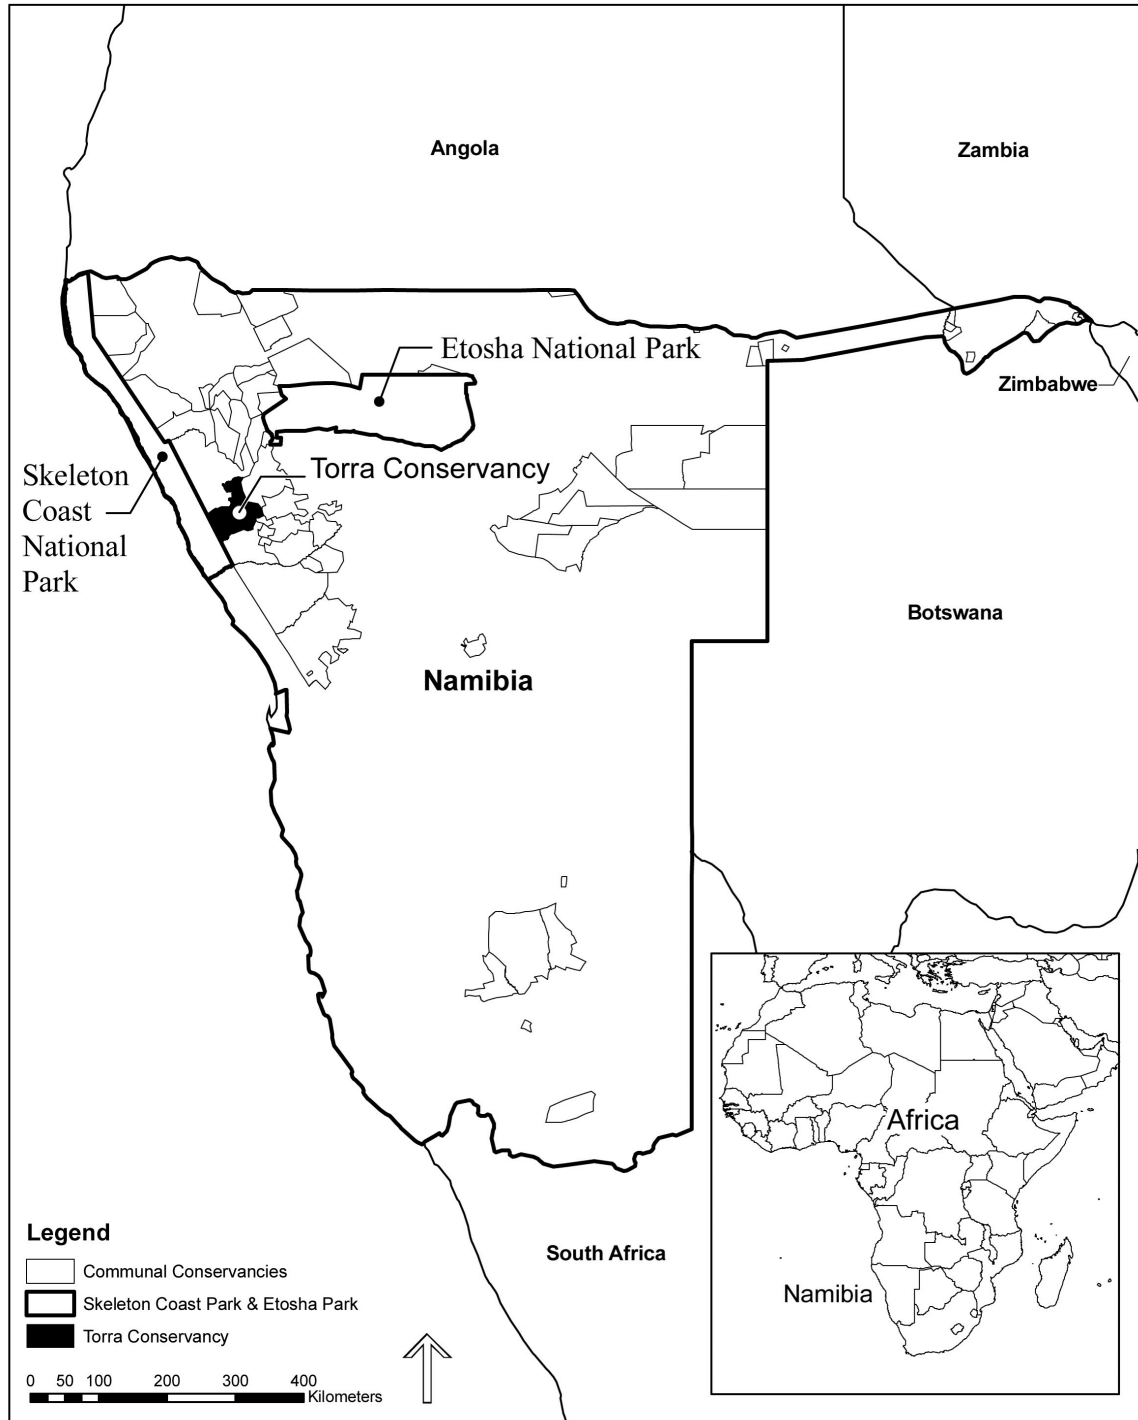 Angola
Zambia
Etosha National Park
Zimbabwe
Torra Conservancy
Skeleton
Coast
National
Park
Botswana
Namibia
Africa
Namibia
South Africa
Legend
Communal Conservancies
Skeleton Coast Park & Etosha Park
Torra Conservancy
0 50 100 200 300 400
Kilometers